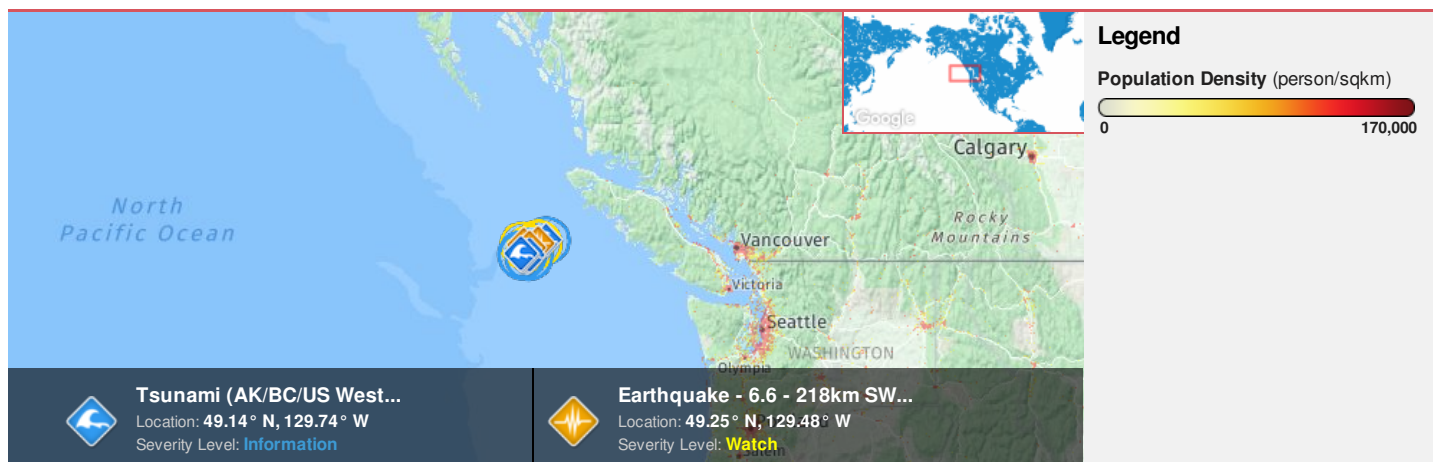 Legend
Population Density (person/sqkm)
0 170,000
Google
Calgary
North
Pacific Ocean
Rocky
Mountains
Vancouver
Victoria
Seattle
WASHINGTON
Olympia
Tsunami (AK/BC/US West...
Location: 49.14° N, 129.74° W
Severity Level: Information
Earthquake - 6.6 - 218km SW...
Location: 49.25° N, 129.48° W
Severity Level: Watch
Salem